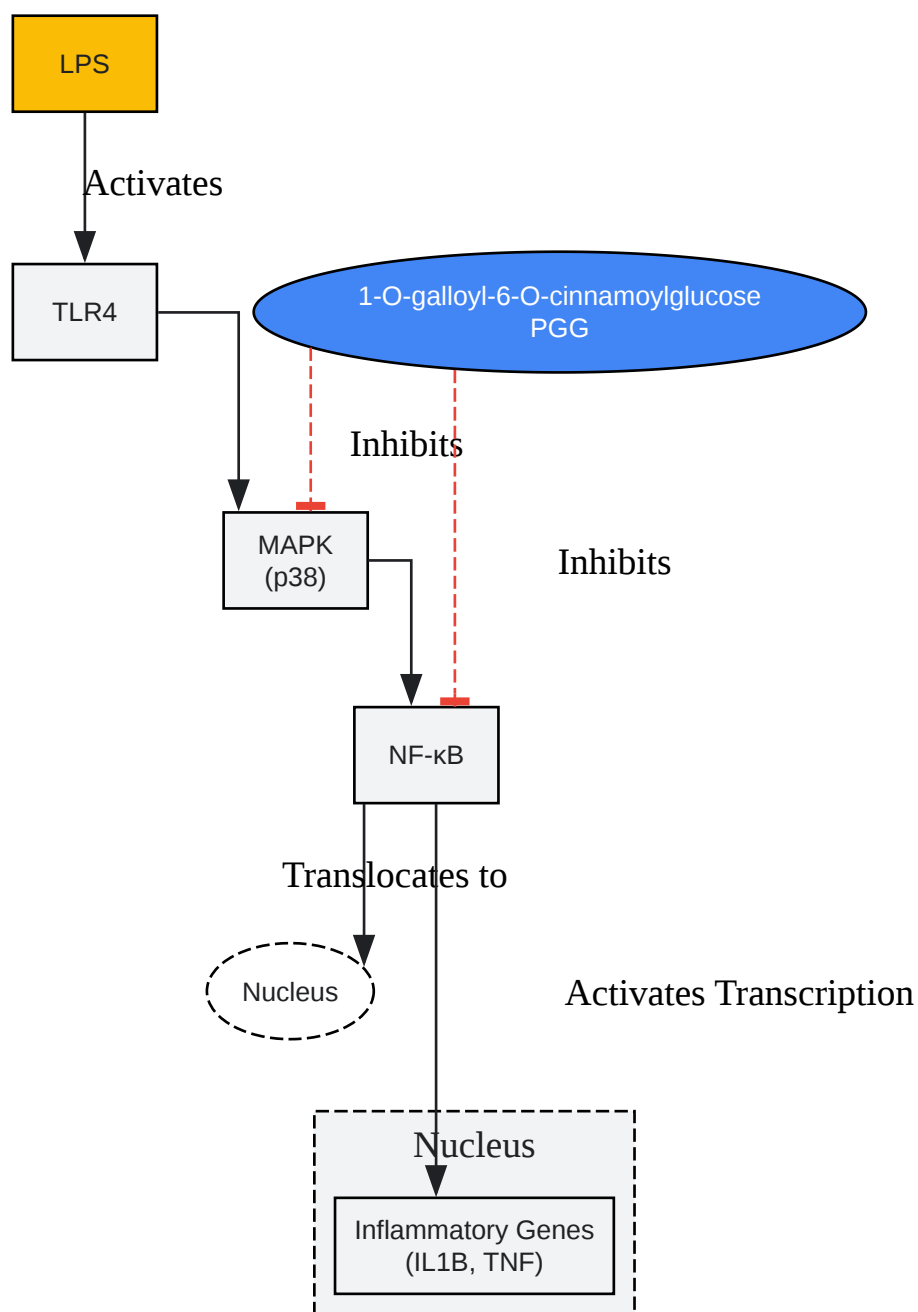 LPS
Activates
TLR4
1-O-galloyl-6-O-cinnamoylglucose
PGG
Inhibits
MAPK
(p38)
Inhibits
NF-κB
Translocates to
Nucleus
Activates Transcription
Nucleus
Inflammatory Genes
(IL1B, TNF)